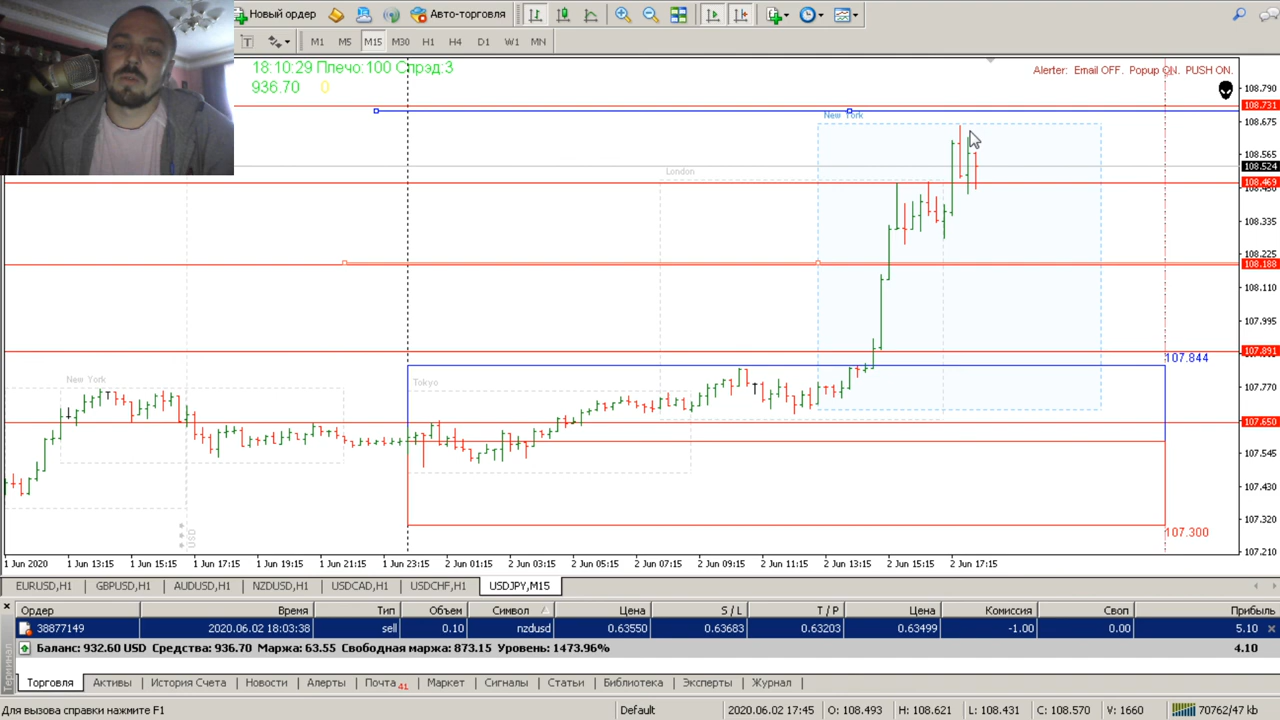 Новый ордер
Авто-торговля
T
M1 M5 M15 M30 H1 H4 D1 W1 MN
18:10:29 Плечо:100 Спрэд:3
936.70 0
Alerter: Email OFF. Popup ON. PUSH ON.
108.790
108.731
108.675
108.565
108.524
108.469
108.450
108.335
108.225
108.188
108.110
107.995
107.891
107.844
107.770
107.650
107.545
107.430
107.320
107.300
107.210
New York
London
New York
Tokyo
USD
1 Jun 2020
1 Jun 13:15
1 Jun 15:15
1 Jun 17:15
1 Jun 23:15
2 Jun 01:15
2 Jun 03:15
2 Jun 05:15
2 Jun 07:15
2 Jun 09:15
2 Jun 11:15
2 Jun 13:15
2 Jun 15:15
2 Jun 17:15
EURUSD,H1 GBPUSD,H1 AUDUSD,H1 NZDUSD,H1 USDCAD,H1 USDCHF,H1 USDJPY,M15
Ордер Время Тип Объем Символ Цена S / L T / P Цена Комиссия Своп Прибыль
38877149 2020.06.02 18:03:38 sell 0.10 nzdusd 0.63550 0.63683 0.63203 0.63499 -1.00 0.00 5.10
Баланс: 932.60 USD Средства: 936.70 Маржа: 63.55 Свободная маржа: 873.15 Уровень: 1473.96% 4.10
Терминал
Торговля Активы История Счета Новости Алерты Почта 41 Маркет Сигналы Статьи Библиотека Эксперты Журнал
Для вызова справки нажмите F1
Default
2020.06.02 17:45 O: 108.493 H: 108.621 L: 108.431 C: 108.570 V: 1660 70762/47 kb